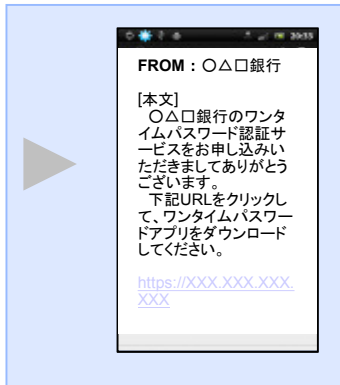 20:35
FROM：〇△□銀行
[本文]
　〇△□銀行のワンタ
イムパスワード認証サ
ービスをお申し込みい
ただきましてありがとう
ございます。
　下記URLをクリックし
て、ワンタイムパスワー
ドアプリをダウンロード
してください。
https://XXX.XXX.XXX.
XXX